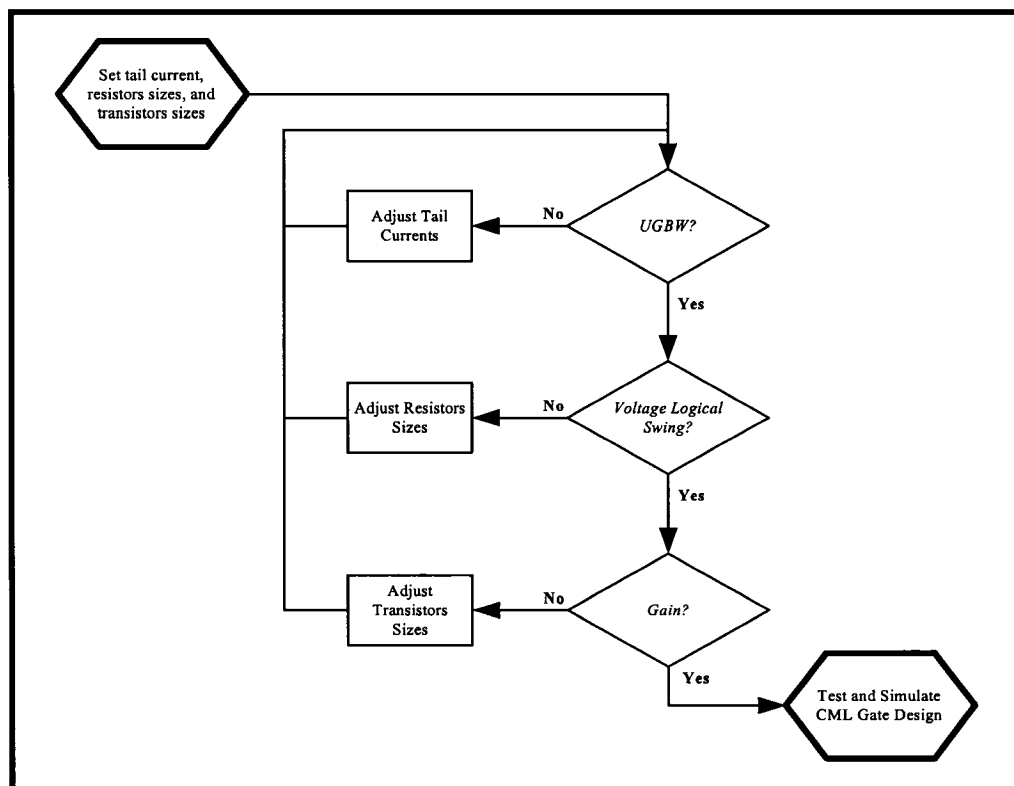 Set tail current,
resistors sizes, and
transistors sizes
Adjust Tail
Currents
No
UGBW?
Yes
Adjust Resistors
Sizes
No
Voltage Logical
Swing?
Yes
Adjust
Transistors
Sizes
No
Gain?
Yes
Test and Simulate
CML Gate Design